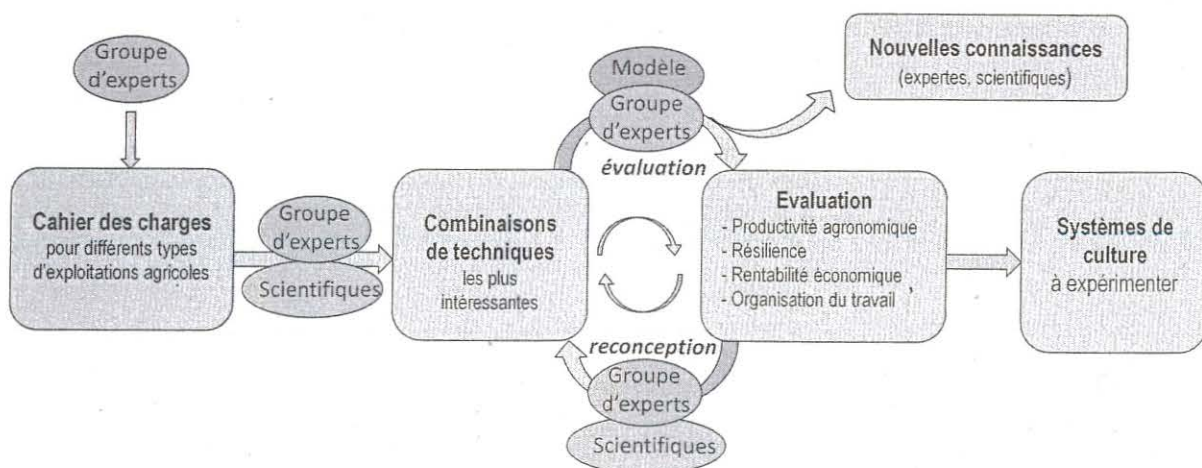 Groupe
d'experts
Cahier des charges
pour différents types
d'exploitations agricoles
Groupe
d'experts
Scientifiques
Combinaisons
de techniques
les plus
intéressantes
Modèle
Groupe
d'experts
évaluation
reconception
Groupe
d'experts
Scientifiques
Nouvelles connaissances
(expertes, scientifiques)
Evaluation
- Productivité agronomique
- Résilience
- Rentabilité économique
- Organisation du travail
Systèmes de
culture
à expérimenter